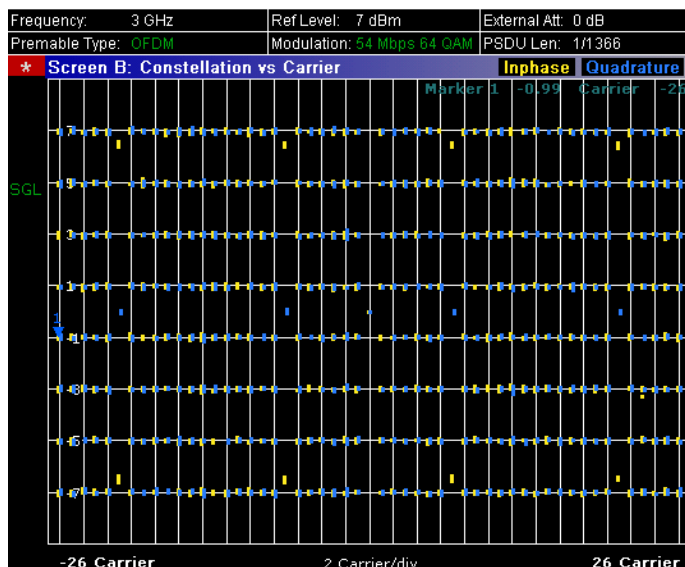 Frequency: 3 GHz Ref Level: 7 dBm External Att: 0 dB
Premable Type: OFDM Modulation: 54 Mbps 64 QAM PSDU Len: 1/1366
* Screen B: Constellation vs Carrier Inphase Quadrature
Marker 1 -0.99 Carrier -26
7
SGL
5
3
1
1
-1
-3
-5
-7
-26 Carrier 2 Carrier/div 26 Carrier